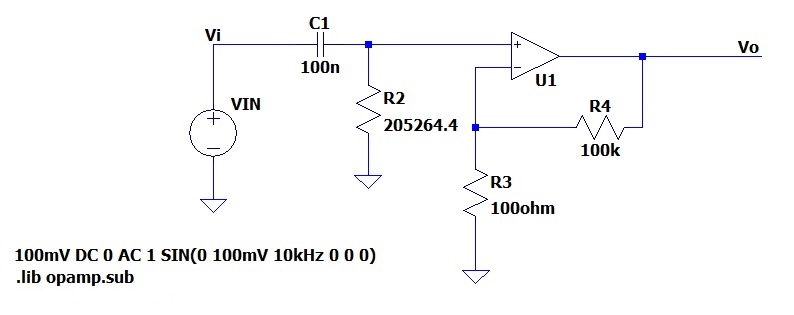 C1
Vi
100n
VIN
R2
205264.4
U1
Vo
R4
100k
R3
100ohm
100mV DC 0 AC 1 SIN(0 100mV 10kHz 0 0 0)
.lib opamp.sub